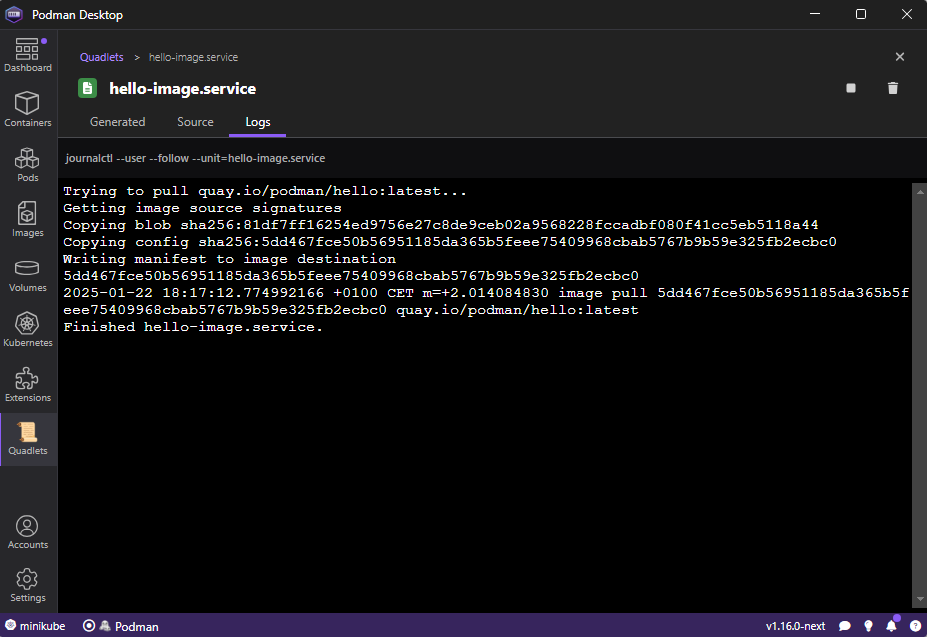 Podman Desktop
Dashboard
Containers
Pods
Images
Volumes
Kubernetes
Extensions
Quadlets
Accounts
Settings
Quadlets > hello-image.service
hello-image.service
Generated Source Logs
journalctl --user --follow --unit=hello-image.service
Trying to pull quay.io/podman/hello:latest...
Getting image source signatures
Copying blob sha256:81df7ff16254ed9756e27c8de9ceb02a9568228fccadbf080f41cc5eb5118a44
Copying config sha256:5dd467fce50b56951185da365b5feee75409968cbab5767b9b59e325fb2ecbc0
Writing manifest to image destination
5dd467fce50b56951185da365b5feee75409968cbab5767b9b59e325fb2ecbc0
2025-01-22 18:17:12.774992166 +0100 CET m=+2.014084830 image pull 5dd467fce50b56951185da365b5f
eee75409968cbab5767b9b59e325fb2ecbc0 quay.io/podman/hello:latest
Finished hello-image.service.
minikube Podman v1.16.0-next